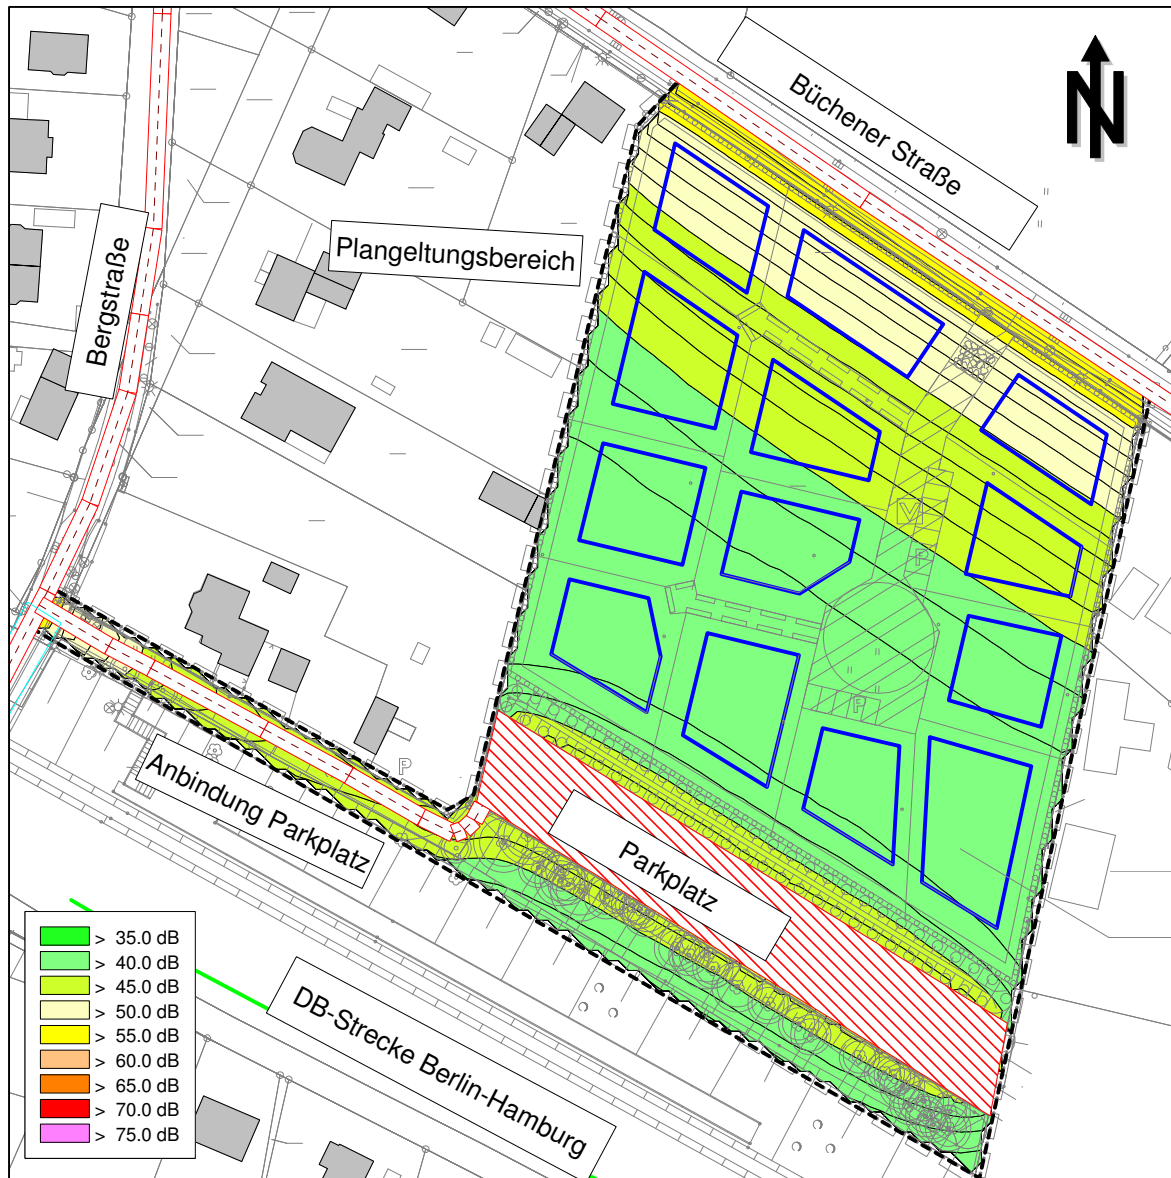 N
Büchener Straße
Plangeltungsbereich
Bergstraße
P
P
P
Anbindung Parkplatz
Parkplatz
DB-Strecke Berlin-Hamburg
> 35.0 dB
> 40.0 dB
> 45.0 dB
> 50.0 dB
> 55.0 dB
> 60.0 dB
> 65.0 dB
> 70.0 dB
> 75.0 dB